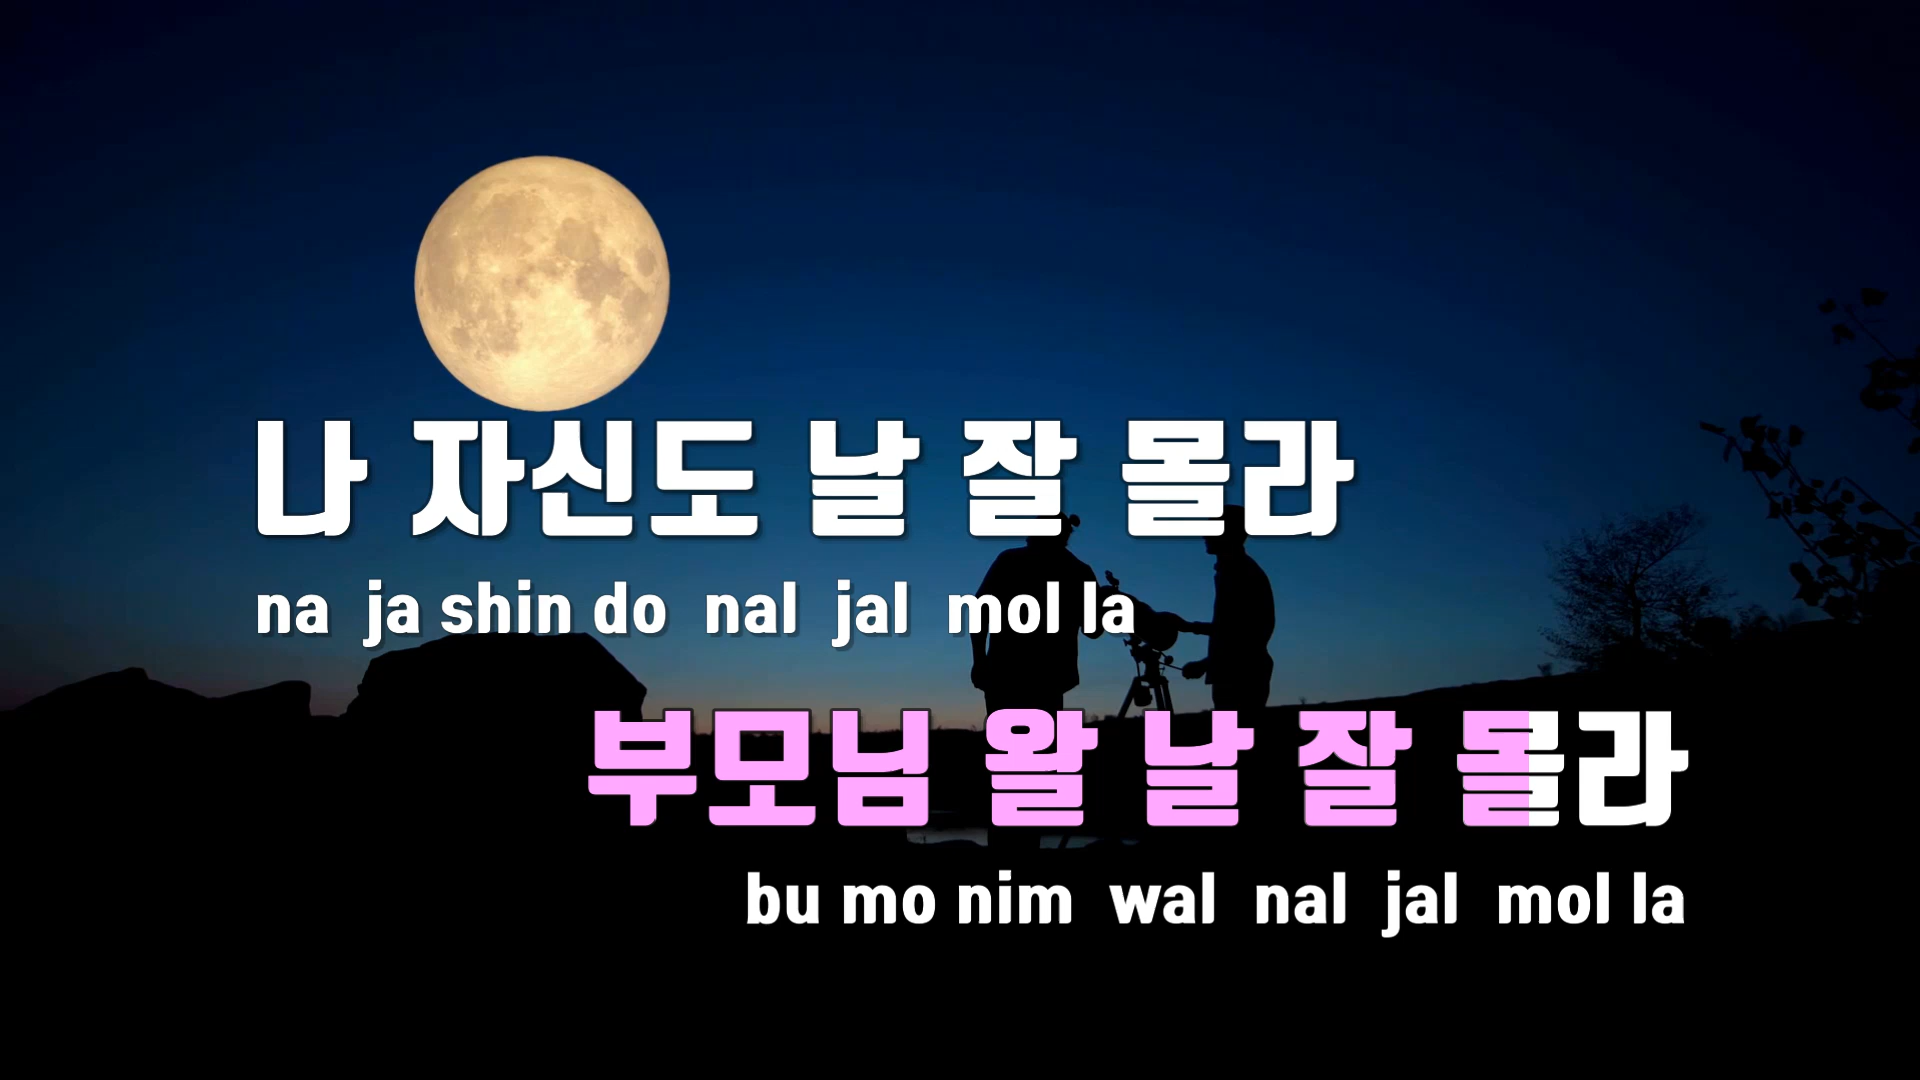 나 자신도 날 잘 몰라
na ja shin do nal jal mol la
부모님 왈 날 잘 몰라
bu mo nim wal nal jal mol la